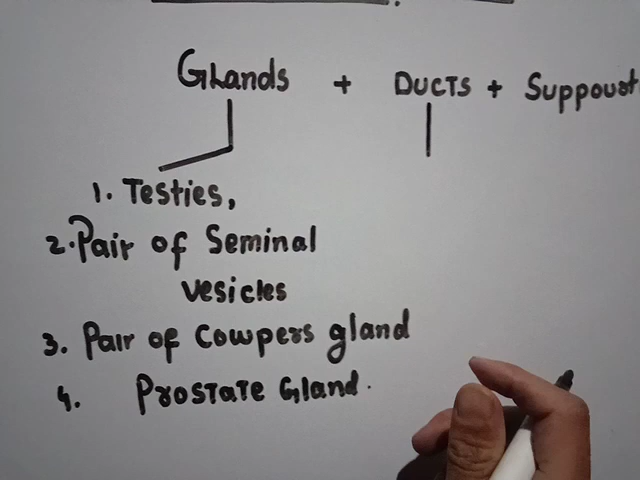 Glands + DUCTS + Suppoust
1. Testies,
2. Pair of Seminal
vesicles
3. Pair of Cowpers gland
4. Prostate Gland.